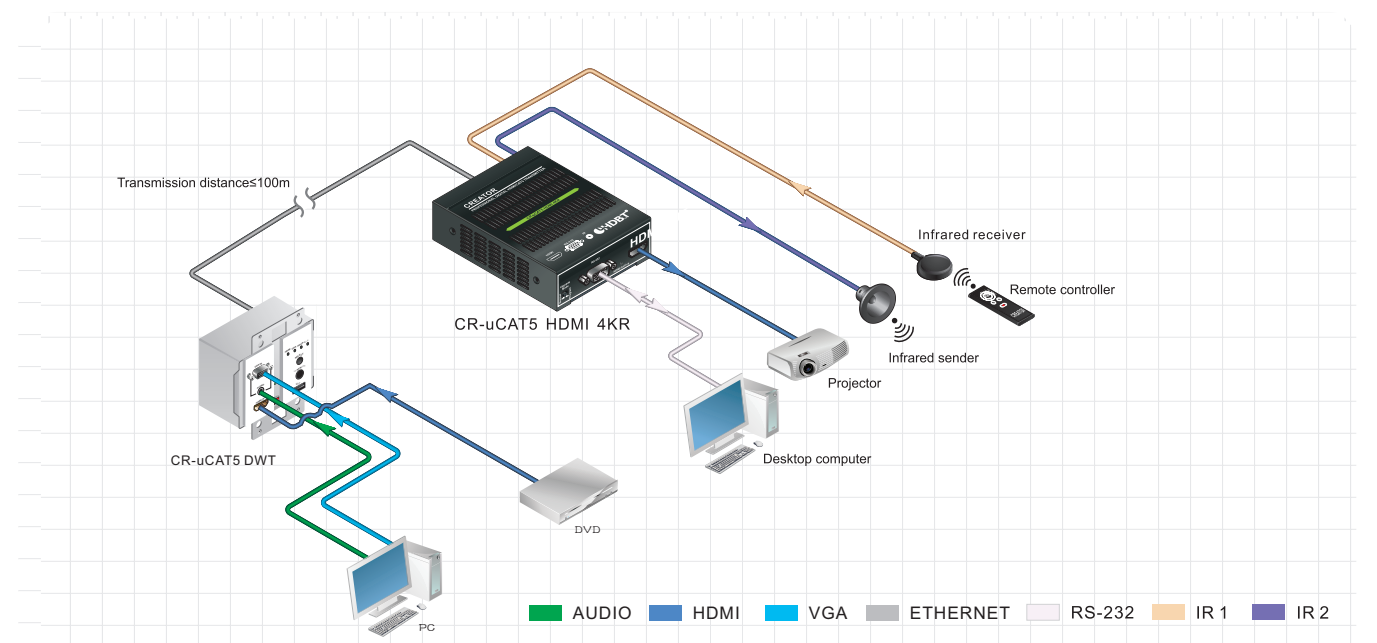 Transmission distance≤100m
CREATOR
HDBT
HDM
Infrared receiver
Remote controller
CR-uCAT5 HDMI 4KR
Infrared sender
Projector
CR-uCAT5 DWT
Desktop computer
DVD
PC
AUDIO HDMI VGA ETHERNET RS-232 IR 1 IR 2